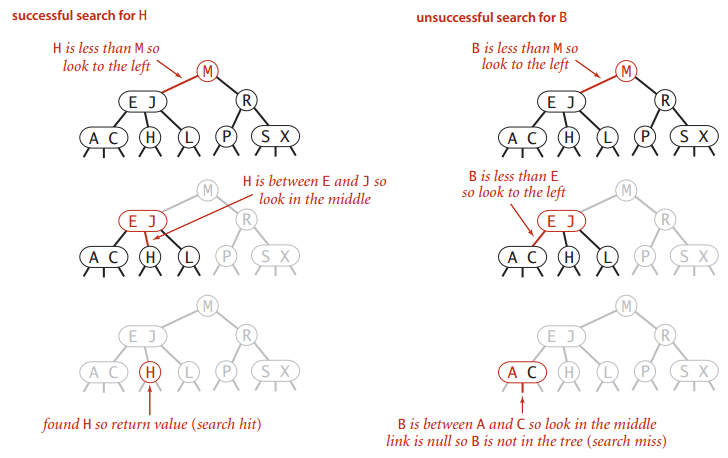 successful search for H
H is less than M so
look to the left
M
E J
R
A C
H
L
P
S X
H is between E and J so
look in the middle
M
E J
R
A C
H
L
P
S X
M
E J
R
A C
H
L
P
S X
found H so return value (search hit)
unsuccessful search for B
B is less than M so
look to the left
M
E J
R
A C
H
L
P
S X
B is less than E
so look to the left
M
E J
R
A C
H
L
P
S X
M
E J
R
A C
H
L
P
S X
B is between A and C so look in the middle
link is null so B is not in the tree (search miss)